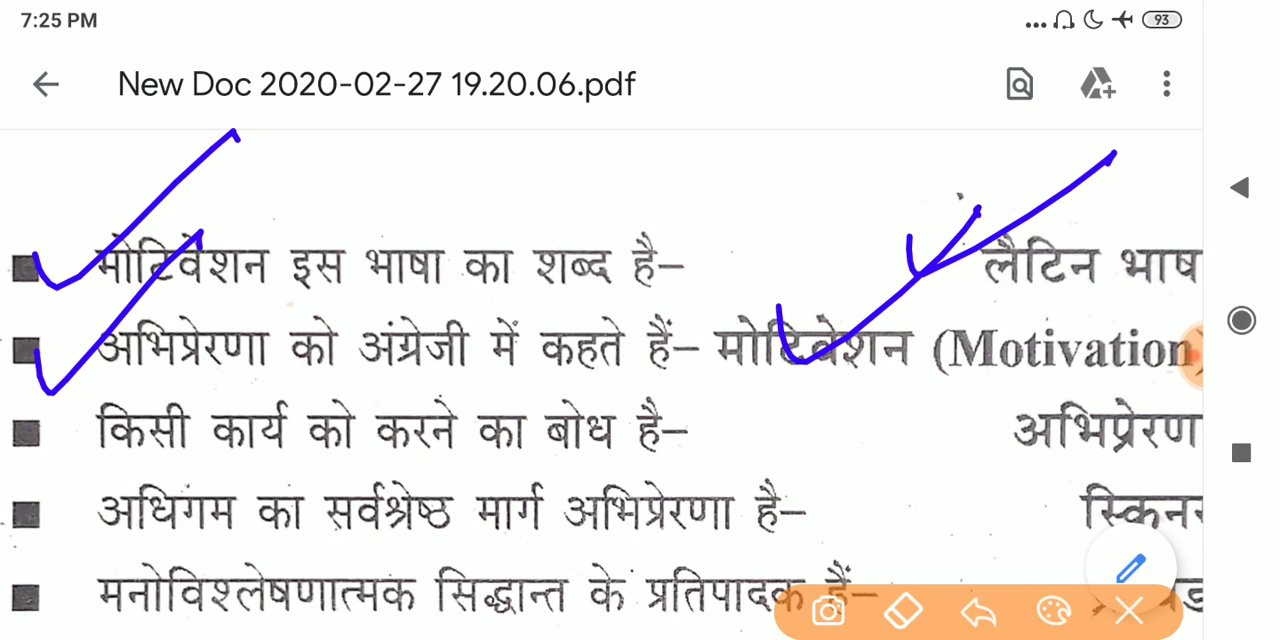 7:25 PM
93
New Doc 2020-02-27 19.20.06.pdf
मोटिवेशन इस भाषा का शब्द है– लैटिन भाष
अभिप्रेरणा को अंग्रेजी में कहते हैं– मोटिवेशन (Motivation)
किसी कार्य को करने का बोध है– अभिप्रेरण
अधिगम का सर्वश्रेष्ठ मार्ग अभिप्रेरणा है– स्किनर
मनोविश्लेषणात्मक सिद्धान्त के प्रतिपादक हैं–